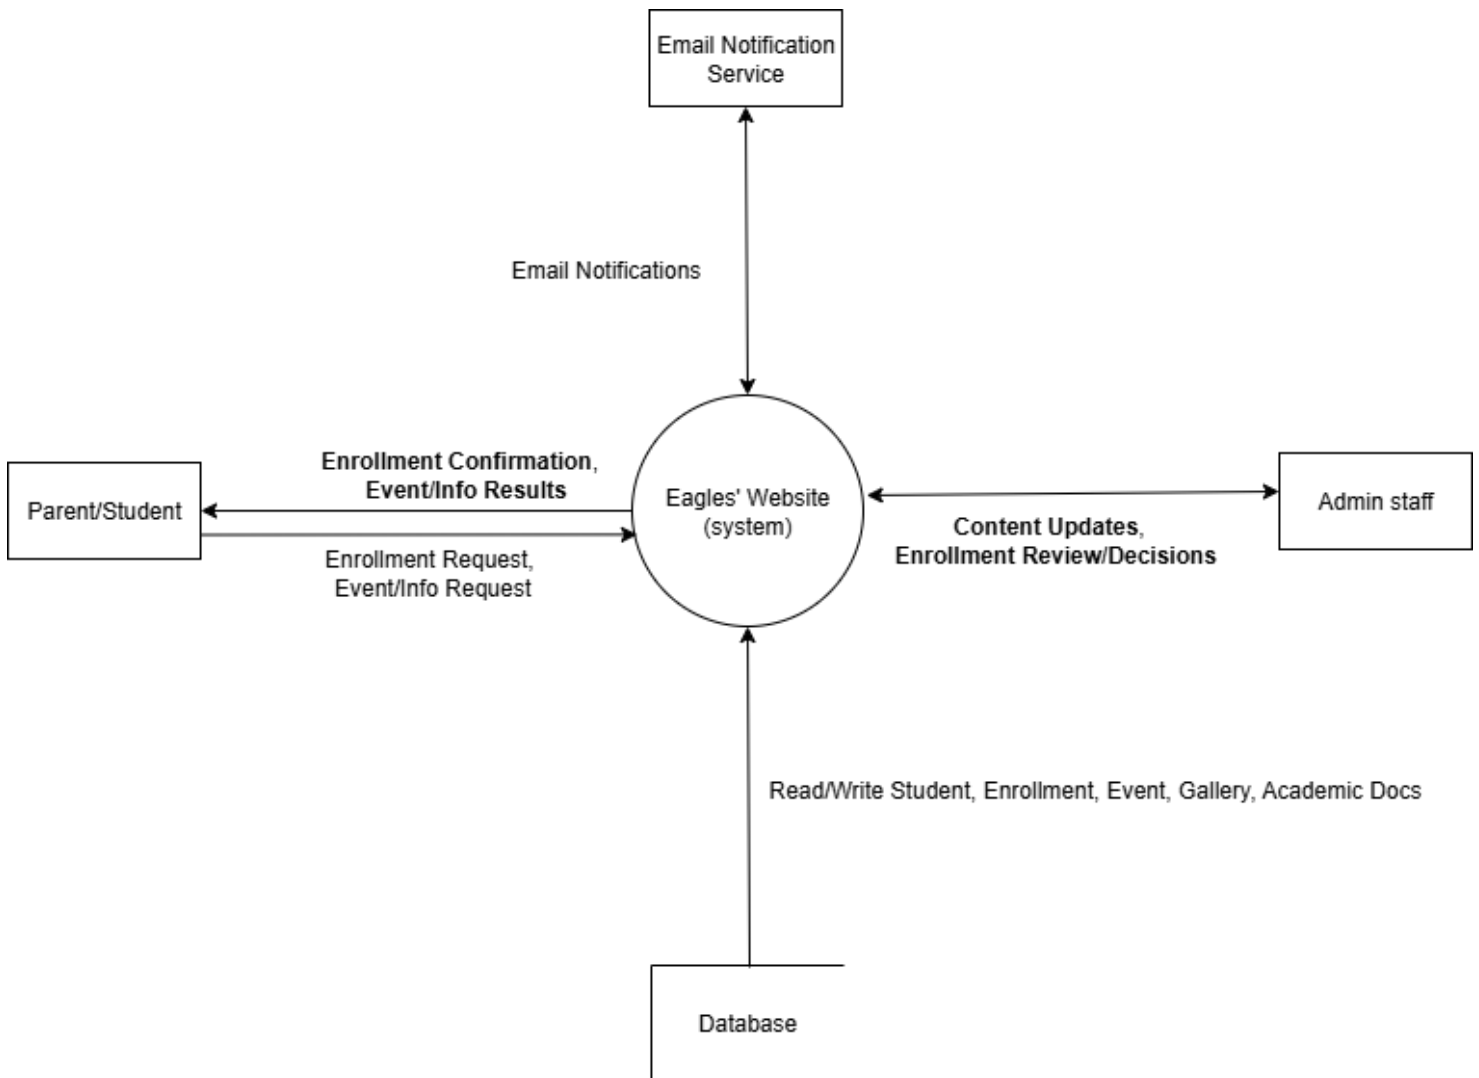 Email Notification
Service
Email Notifications
Enrollment Confirmation,
Event/Info Results
Parent/Student
Enrollment Request,
Event/Info Request
Eagles' Website
(system)
Content Updates,
Enrollment Review/Decisions
Admin staff
Read/Write Student, Enrollment, Event, Gallery, Academic Docs
Database